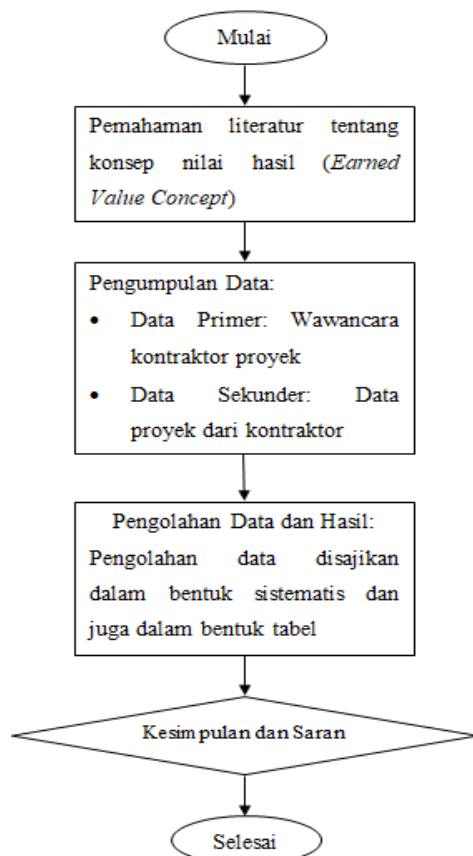 Mulai
Pemahaman literatur tentang
konsep nilai hasil (Earned
Value Concept)
Pengumpulan Data:
• Data Primer: Wawancara
kontraktor proyek
• Data Sekunder: Data
proyek dari kontraktor
Pengolahan Data dan Hasil:
Pengolahan data disajikan
dalam bentuk sistematis dan
juga dalam bentuk tabel
Kesimpulan dan Saran
Selesai